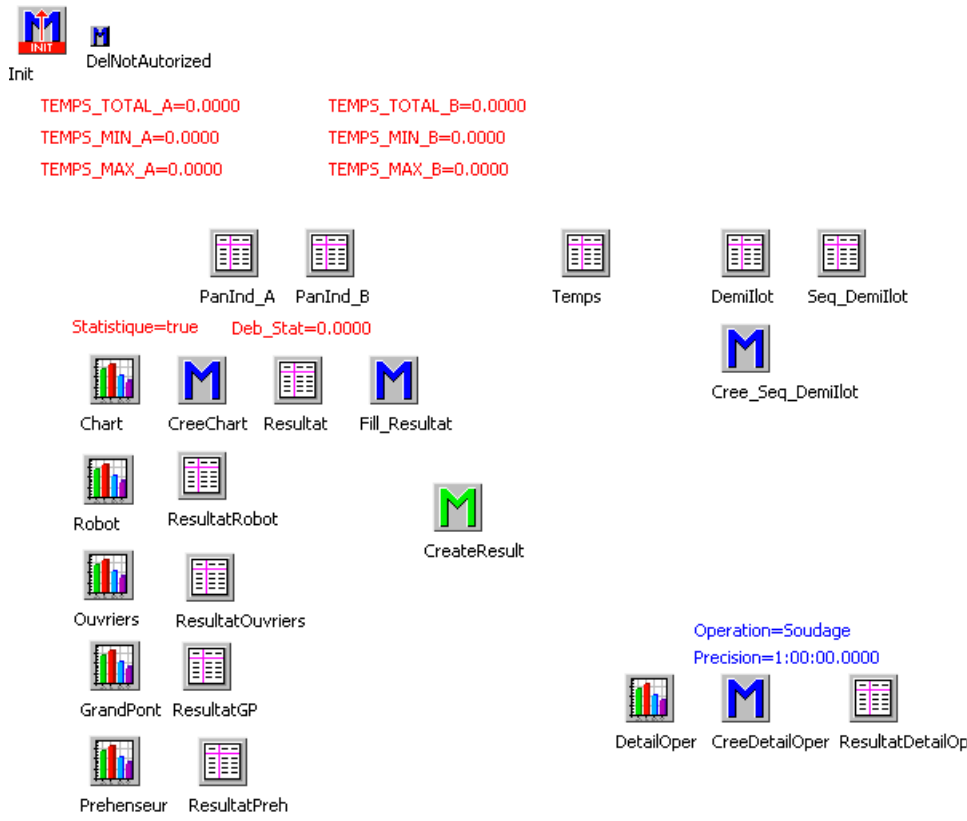 INIT
Init
DelNotAutorized
TEMPS_TOTAL_A=0.0000 TEMPS_TOTAL_B=0.0000
TEMPS_MIN_A=0.0000 TEMPS_MIN_B=0.0000
TEMPS_MAX_A=0.0000 TEMPS_MAX_B=0.0000
PanInd_A PanInd_B Temps DemiIlot Seq_DemiIlot
Statistique=true Deb_Stat=0.0000
Cree_Seq_DemiIlot
Chart CreeChart Resultat Fill_Resultat
Robot ResultatRobot
CreateResult
Ouvriers ResultatOuvriers
Operation=Soudage
Precision=1:00:00.0000
GrandPont ResultatGP
DetailOper CreeDetailOper ResultatDetailOp
Prehenseur ResultatPreh